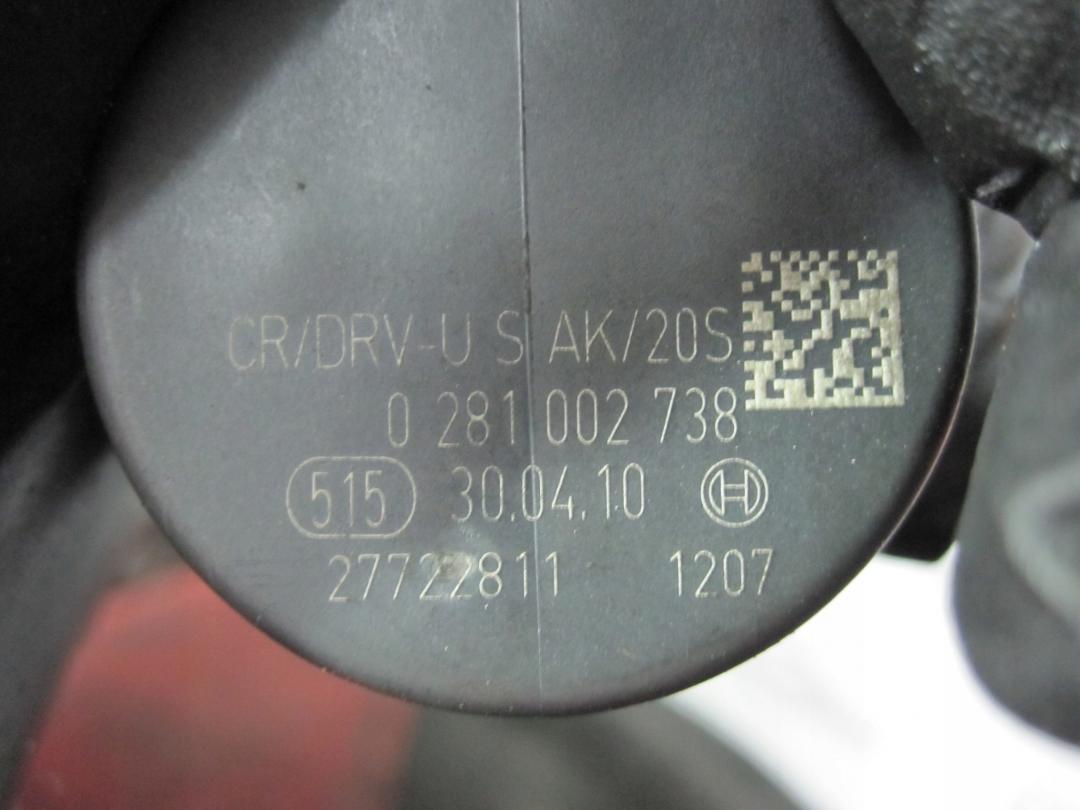 CR/DRV-U S AK/20S
0 281 002 738
515 30.04.10
27722811 1207